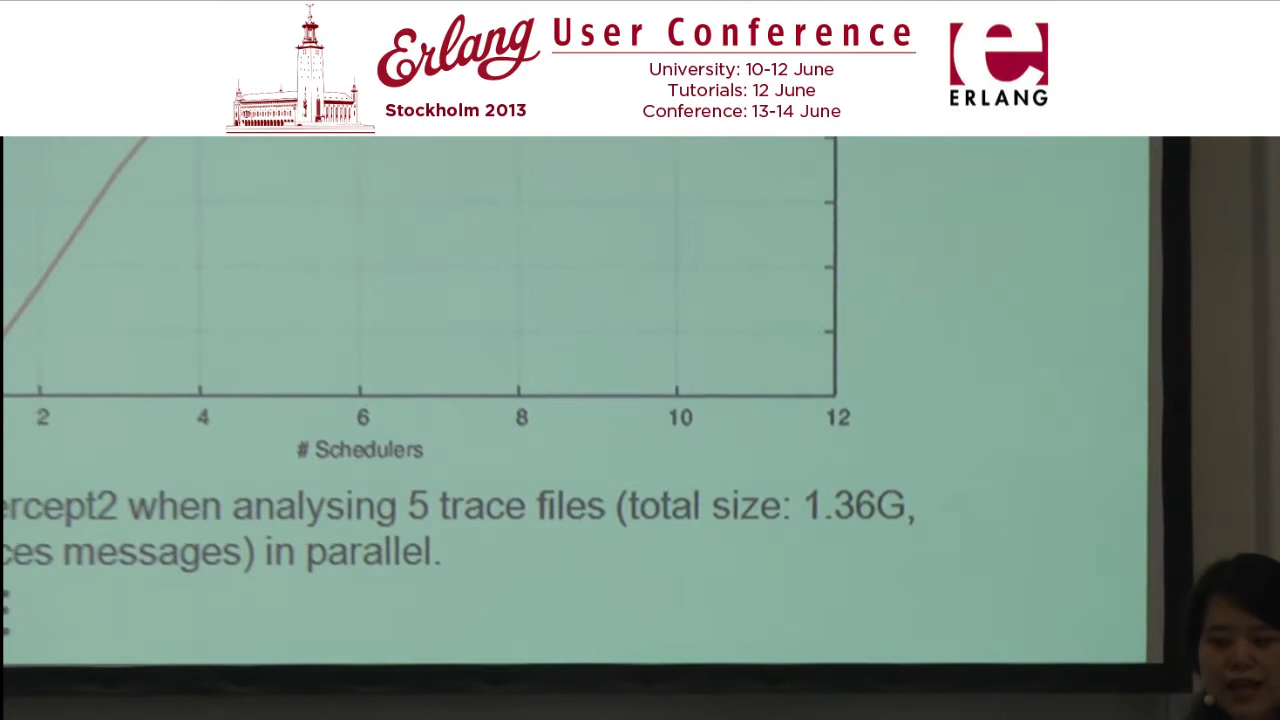 Erlang User Conference
Stockholm 2013
University: 10-12 June
Tutorials: 12 June
Conference: 13-14 June
e
ERLANG
2 4 6 8 10 12
# Schedulers
ercept2 when analysing 5 trace files (total size: 1.36G,
ces messages) in parallel.